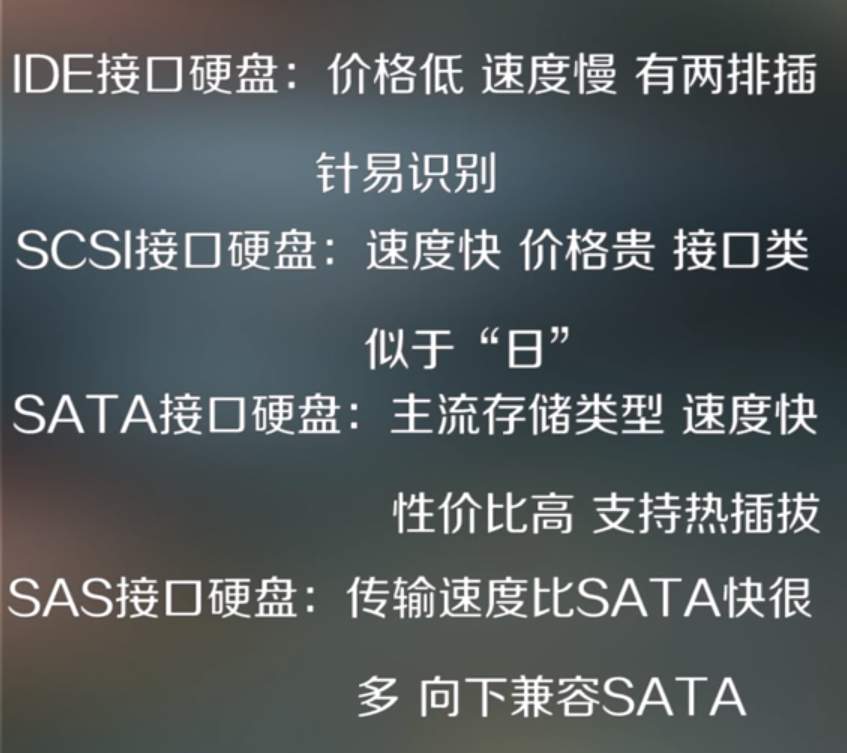 IDE接口硬盘：价格低 速度慢 有两排插
针易识别
SCSI接口硬盘：速度快 价格贵 接口类
似于“日”
SATA接口硬盘：主流存储类型 速度快
性价比高 支持热插拔
SAS接口硬盘：传输速度比SATA快很
多 向下兼容SATA